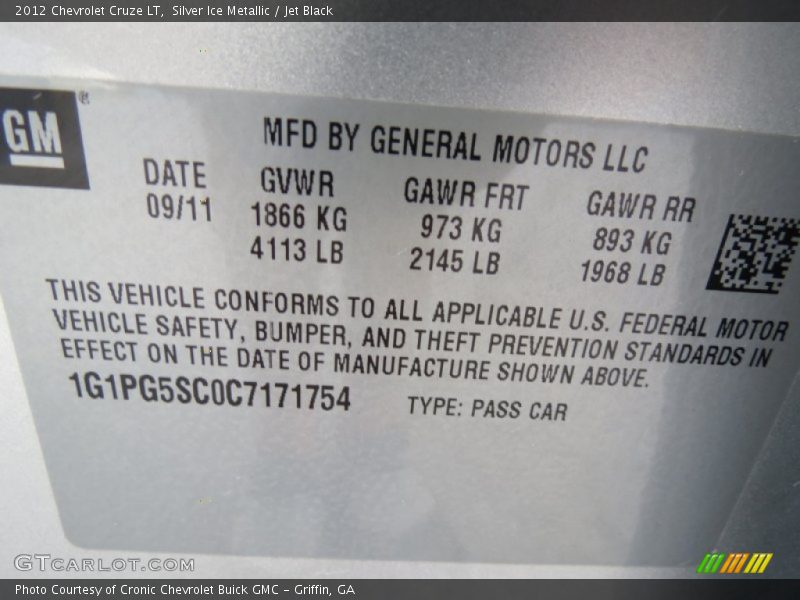 2012 Chevrolet Cruze LT,  Silver Ice Metallic / Jet Black
GM®
MFD BY GENERAL MOTORS LLC
DATE GVWR GAWR FRT GAWR RR
09/11 1866 KG 973 KG 893 KG
4113 LB 2145 LB 1968 LB
THIS VEHICLE CONFORMS TO ALL APPLICABLE U.S. FEDERAL MOTOR
VEHICLE SAFETY, BUMPER, AND THEFT PREVENTION STANDARDS IN
EFFECT ON THE DATE OF MANUFACTURE SHOWN ABOVE.
1G1PG5SC0C7171754 TYPE: PASS CAR
GTCARLOT.COM
Photo Courtesy of Cronic Chevrolet Buick GMC – Griffin, GA